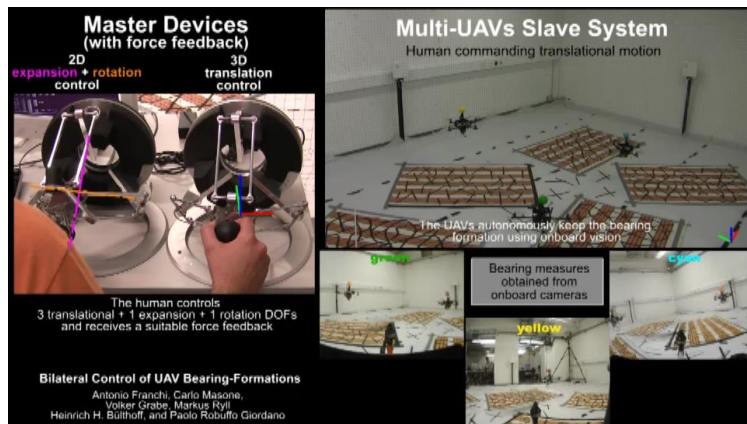 Master Devices
(with force feedback)
2D
expansion + rotation
control
3D
translation
control
The human controls
3 translational + 1 expansion + 1 rotation DOFs
and receives a suitable force feedback
Bilateral Control of UAV Bearing-Formations
Antonio Franchi, Carlo Masone,
Volker Grabe, Markus Ryll
Heinrich H. Bülthoff, and Paolo Robuffo Giordano
Multi-UAVs Slave System
Human commanding translational motion
The UAVs autonomously keep the bearing
formation using onboard vision
green
Bearing measures
obtained from
onboard cameras
cyan
yellow